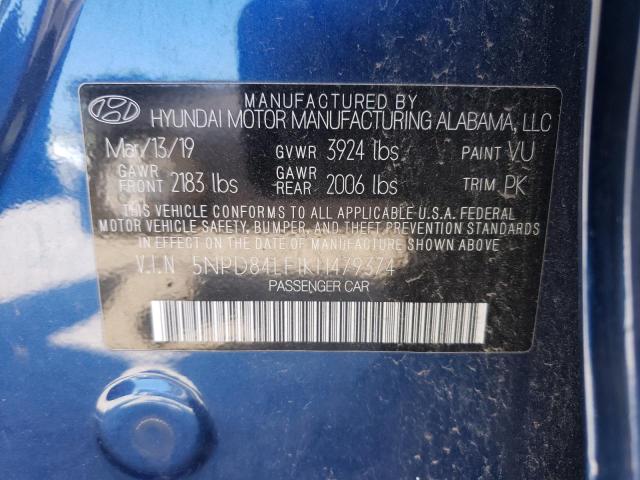 MANUFACTURED BY
HYUNDAI MOTOR MANUFACTURING ALABAMA, LLC
Mar/13/19 GVWR 3924 lbs PAINT VU
GAWR FRONT 2183 lbs GAWR REAR 2006 lbs TRIM PK
THIS VEHICLE CONFORMS TO ALL APPLICABLE U.S.A. FEDERAL
MOTOR VEHICLE SAFETY, BUMPER, AND THEFT PREVENTION STANDARDS
IN EFFECT ON THE DATE OF MANUFACTURE SHOWN ABOVE.
V.I.N 5NPD84LF1KH479374
PASSENGER CAR